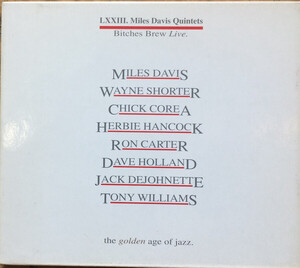 LXXIII. Miles Davis Quintets
Bitches Brew Live.
MILES DAVIS
WAYNE SHORTER
CHICK COREA
HERBIE HANCOCK
RON CARTER
DAVE HOLLAND
JACK DEJOHNETTE
TONY WILLIAMS
the golden age of jazz.